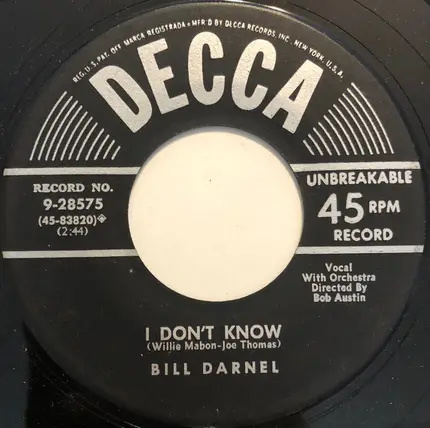 REG. U.S. PAT. OFF. MARCA REGISTRADA • MFR'D BY DECCA RECORDS, INC., NEW YORK, U.S.A.
DECCA
RECORD NO.
9-28575
(45-83820)
(2:44)
UNBREAKABLE
45 RPM
RECORD
Vocal
With Orchestra
Directed By
Bob Austin
I DON'T KNOW
(Willie Mabon-Joe Thomas)
BILL DARNEL